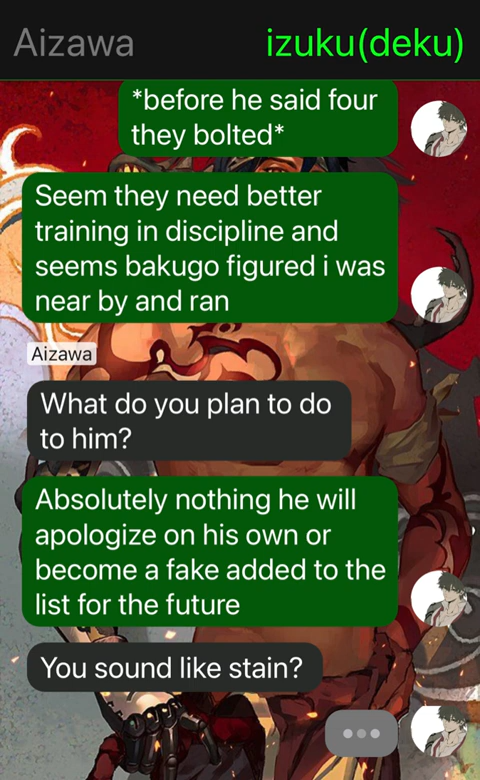 Aizawa izuku(deku)
*before he said four
they bolted*
Seem they need better
training in discipline and
seems bakugo figured i was
near by and ran
Aizawa
What do you plan to do
to him?
Absolutely nothing he will
apologize on his own or
become a fake added to the
list for the future
You sound like stain?